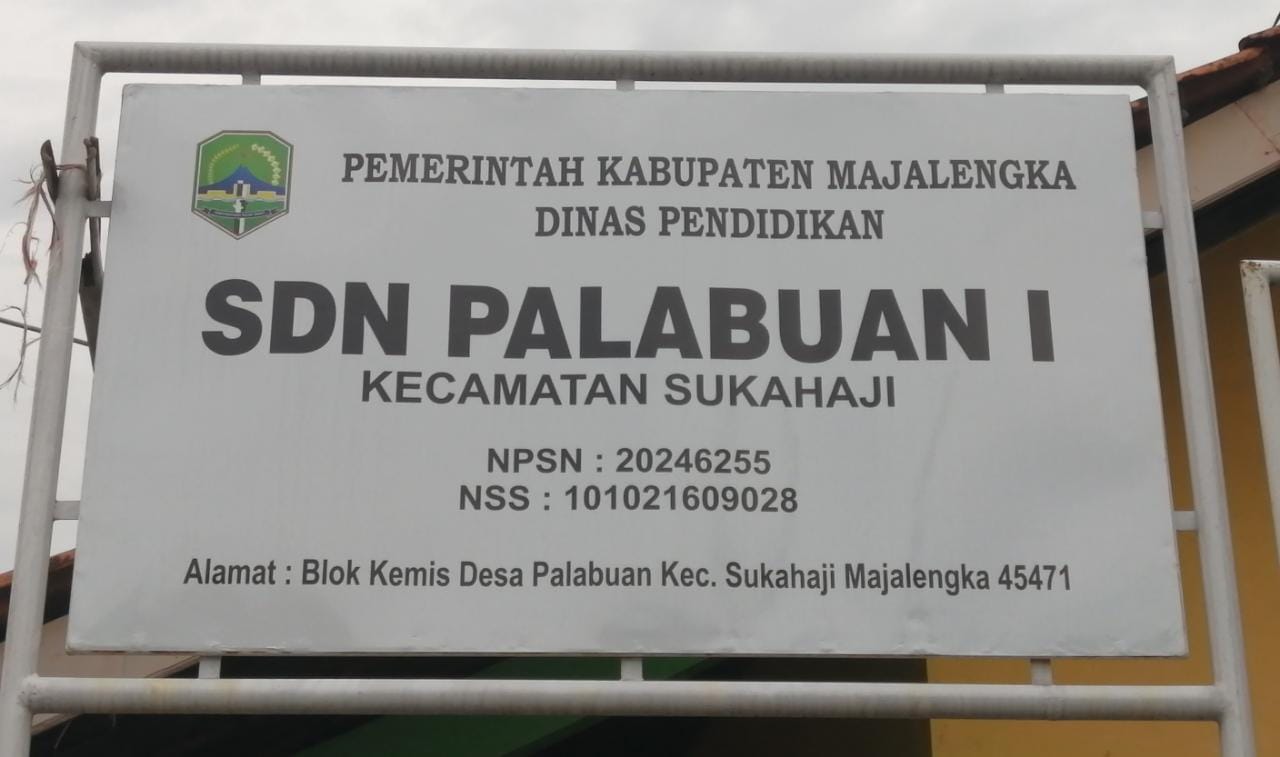 PEMERINTAH KABUPATEN MAJALENGKA
DINAS PENDIDIKAN
SDN PALABUAN I
KECAMATAN SUKAHAJI
NPSN : 20246255
NSS : 101021609028
Alamat : Blok Kemis Desa Palabuan Kec. Sukahaji Majalengka 45471